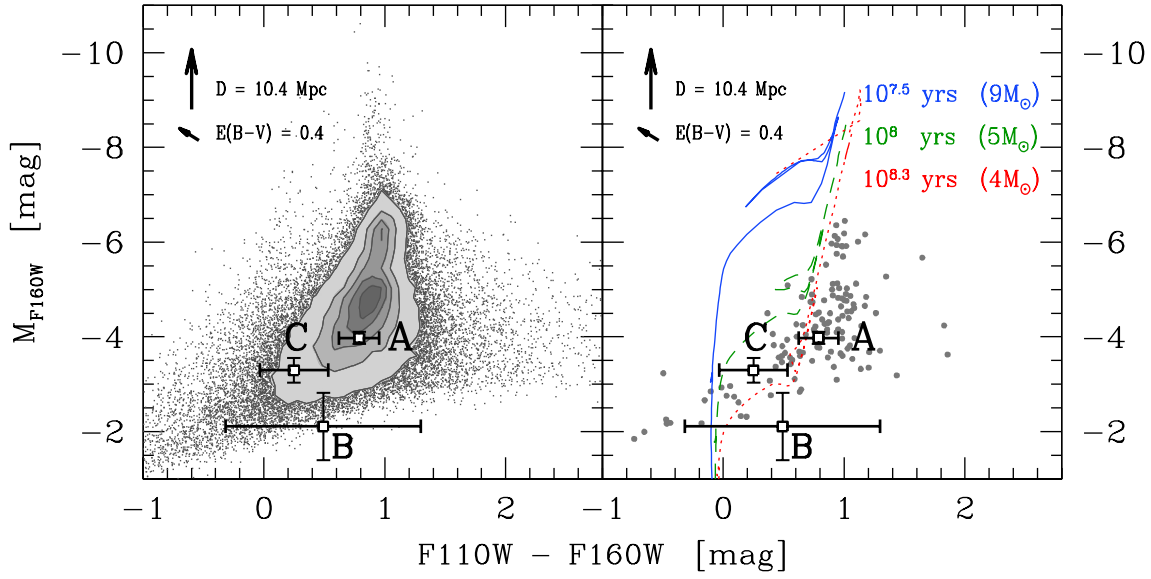 −10
−8
−6
−4
−2
M_F160W [mag]
D = 10.4 Mpc
E(B−V) = 0.4
C
A
B
−1 0 1 2
D = 10.4 Mpc
E(B−V) = 0.4
10^7.5 yrs (9M⊙)
10^8 yrs (5M⊙)
10^8.3 yrs (4M⊙)
C
A
B
−10
−8
−6
−4
−2
−1 0 1 2
F110W − F160W [mag]